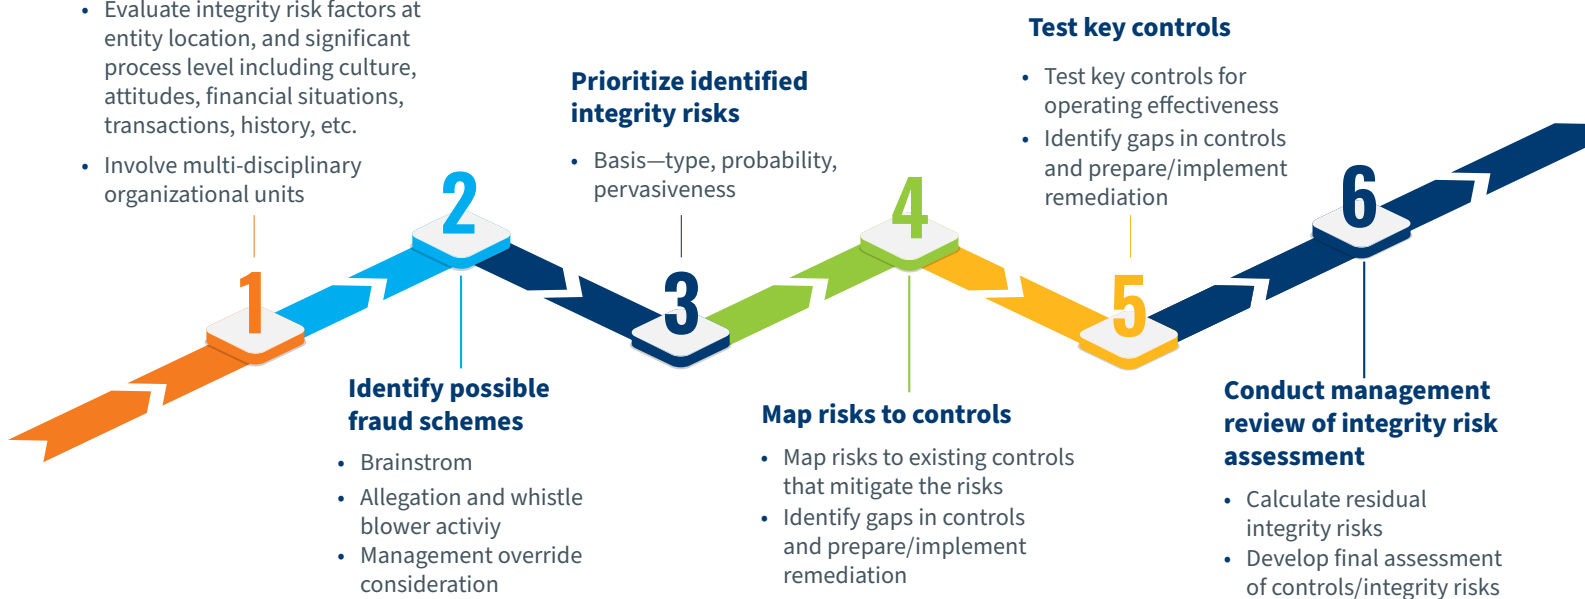 • Evaluate integrity risk factors at
entity location, and significant
process level including culture,
attitudes, financial situations,
transactions, history, etc.
• Involve multi-disciplinary
organizational units
1
2
Identify possible
fraud schemes
• Brainstrom
• Allegation and whistle
blower activiy
• Management override
consideration
Prioritize identified
integrity risks
• Basis—type, probability,
pervasiveness
3
4
Map risks to controls
• Map risks to existing controls
that mitigate the risks
• Identify gaps in controls
and prepare/implement
remediation
Test key controls
• Test key controls for
operating effectiveness
• Identify gaps in controls
and prepare/implement
remediation
5
6
Conduct management
review of integrity risk
assessment
• Calculate residual
integrity risks
• Develop final assessment
of controls/integrity risks